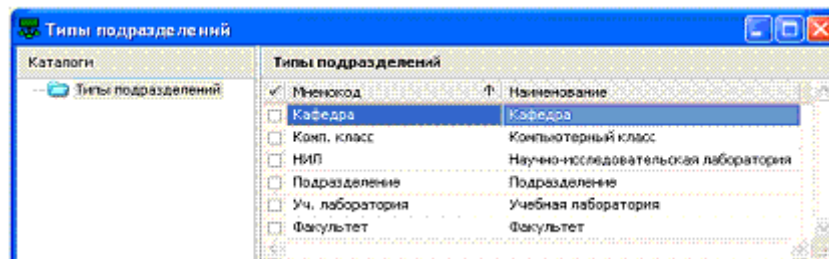 Типы подразделений
Каталоги
Типы подразделений
Типы подразделений
Мнемокод Наименование
Кафедра Кафедра
Комп. класс Компьютерный класс
НИЛ Научно-исследовательская лаборатория
Подразделение Подразделение
Уч. лаборатория Учебная лаборатория
Факультет Факультет